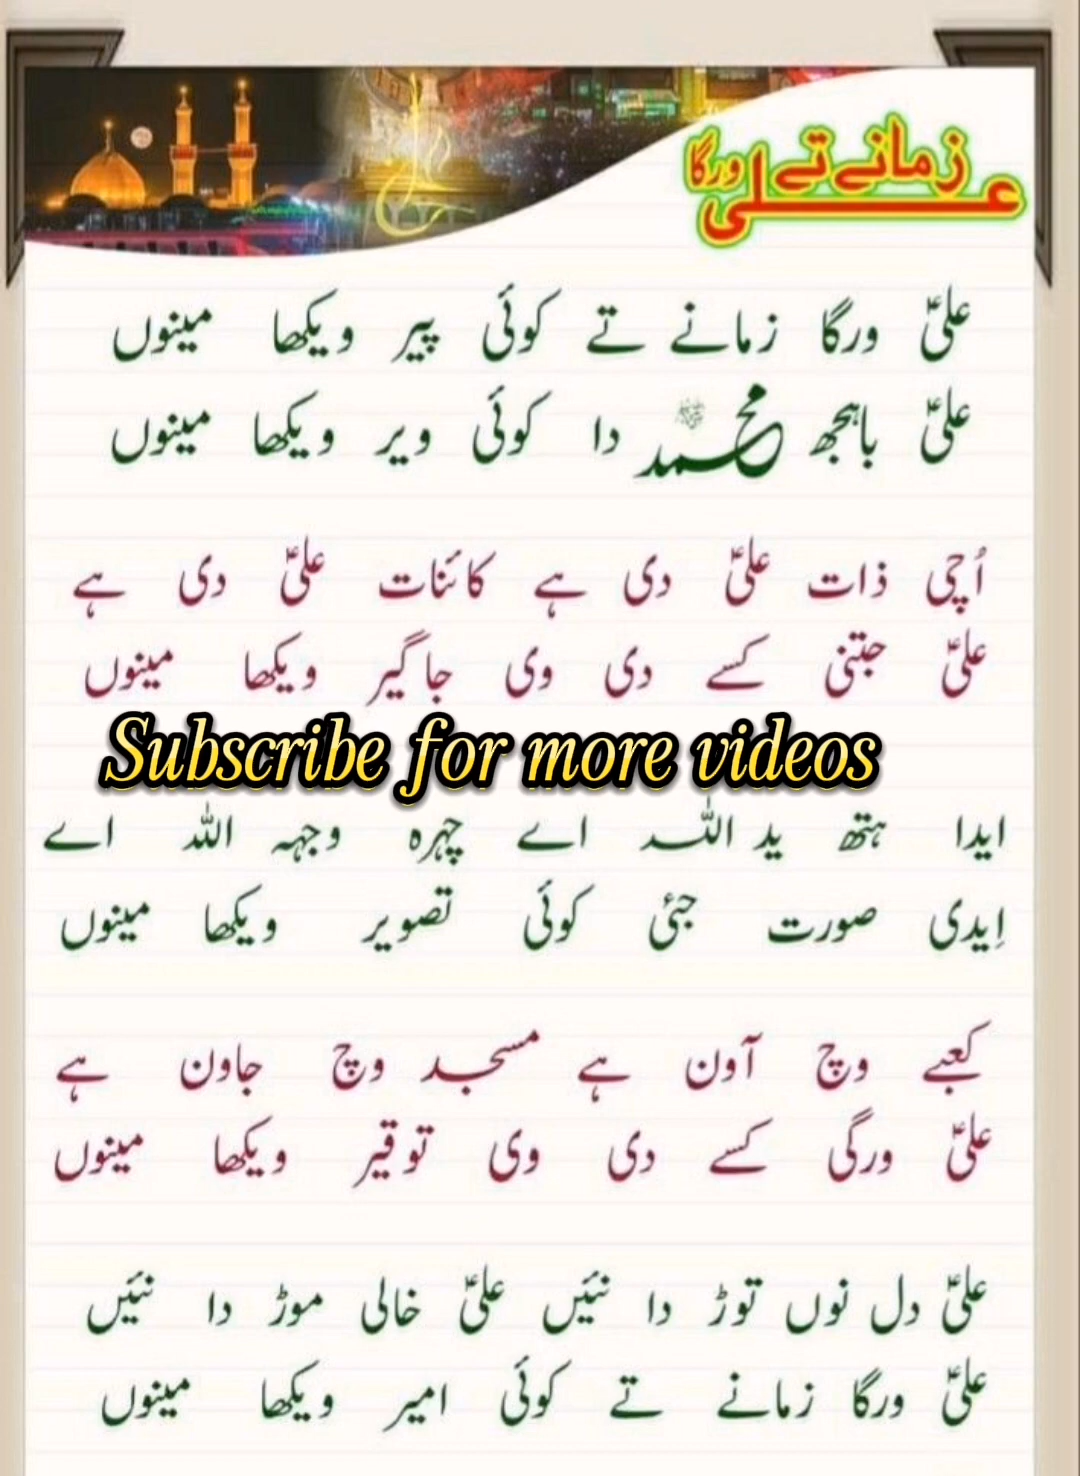 زمانے تے
علی ورگا
علیؑ ورگا زمانے تے کوئی پیر ویکھا مینوں
علیؑ باہجھ محمد ﷺ دا کوئی ویر ویکھا مینوں
اُچی ذات علیؑ دی ہے کائنات علیؑ دی ہے
علیؑ جتنی کسے دی وی جاگیر ویکھا مینوں
Subscribe for more videos
ایدا ہتھ ید اللہ اے چہرہ وجہہ اللہ اے
اِیدی صورت جئی کوئی تصویر ویکھا مینوں
کعبے وچ آون ہے مسجد وچ جاون ہے
علیؑ ورگی کسے دی وی توقیر ویکھا مینوں
علیؑ دل نوں توڑ دا نئیں علیؑ خالی موڑ دا نئیں
علیؑ ورگا زمانے تے کوئی امیر ویکھا مینوں